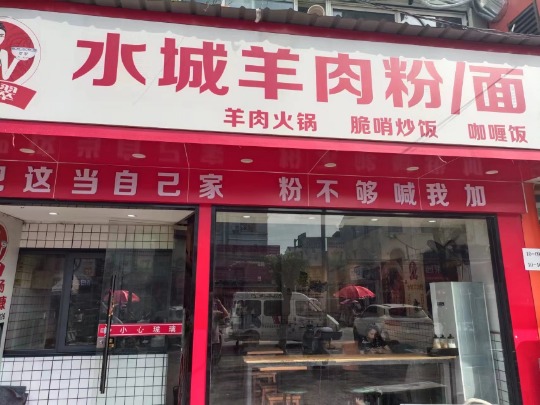 水城羊肉粉/面
羊肉火锅 脆哨炒饭 咖喱饭
把这当自己家 粉不够喊我加
小心玻璃